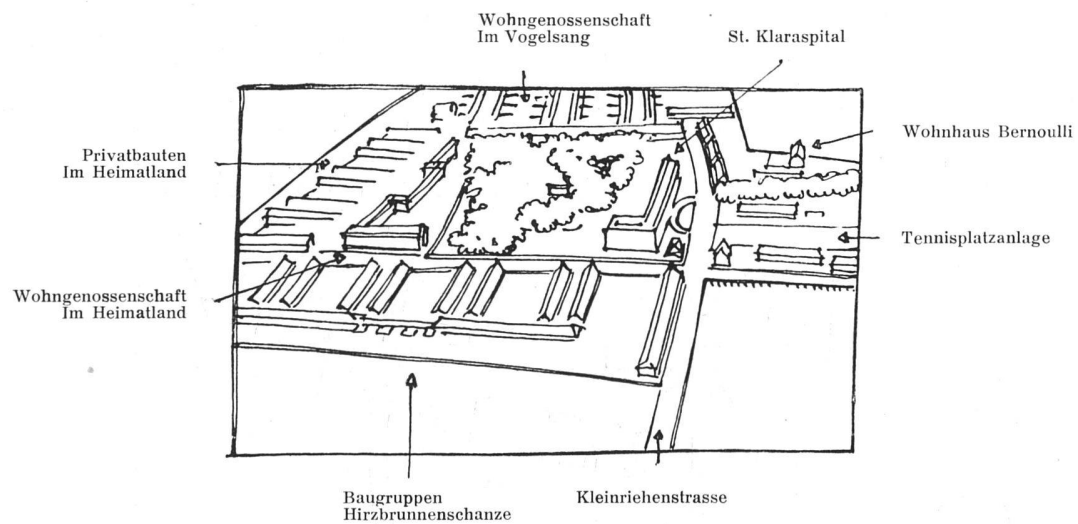 Wohngenossenschaft
Im Vogelsang
St. Klaraspital
Wohnhaus Bernoulli
Privatbauten
Im Heimatland
Tennisplatzanlage
Wohngenossenschaft
Im Heimatland
Baugruppen
Hirzbrunnenschanze
Kleinriehenstrasse